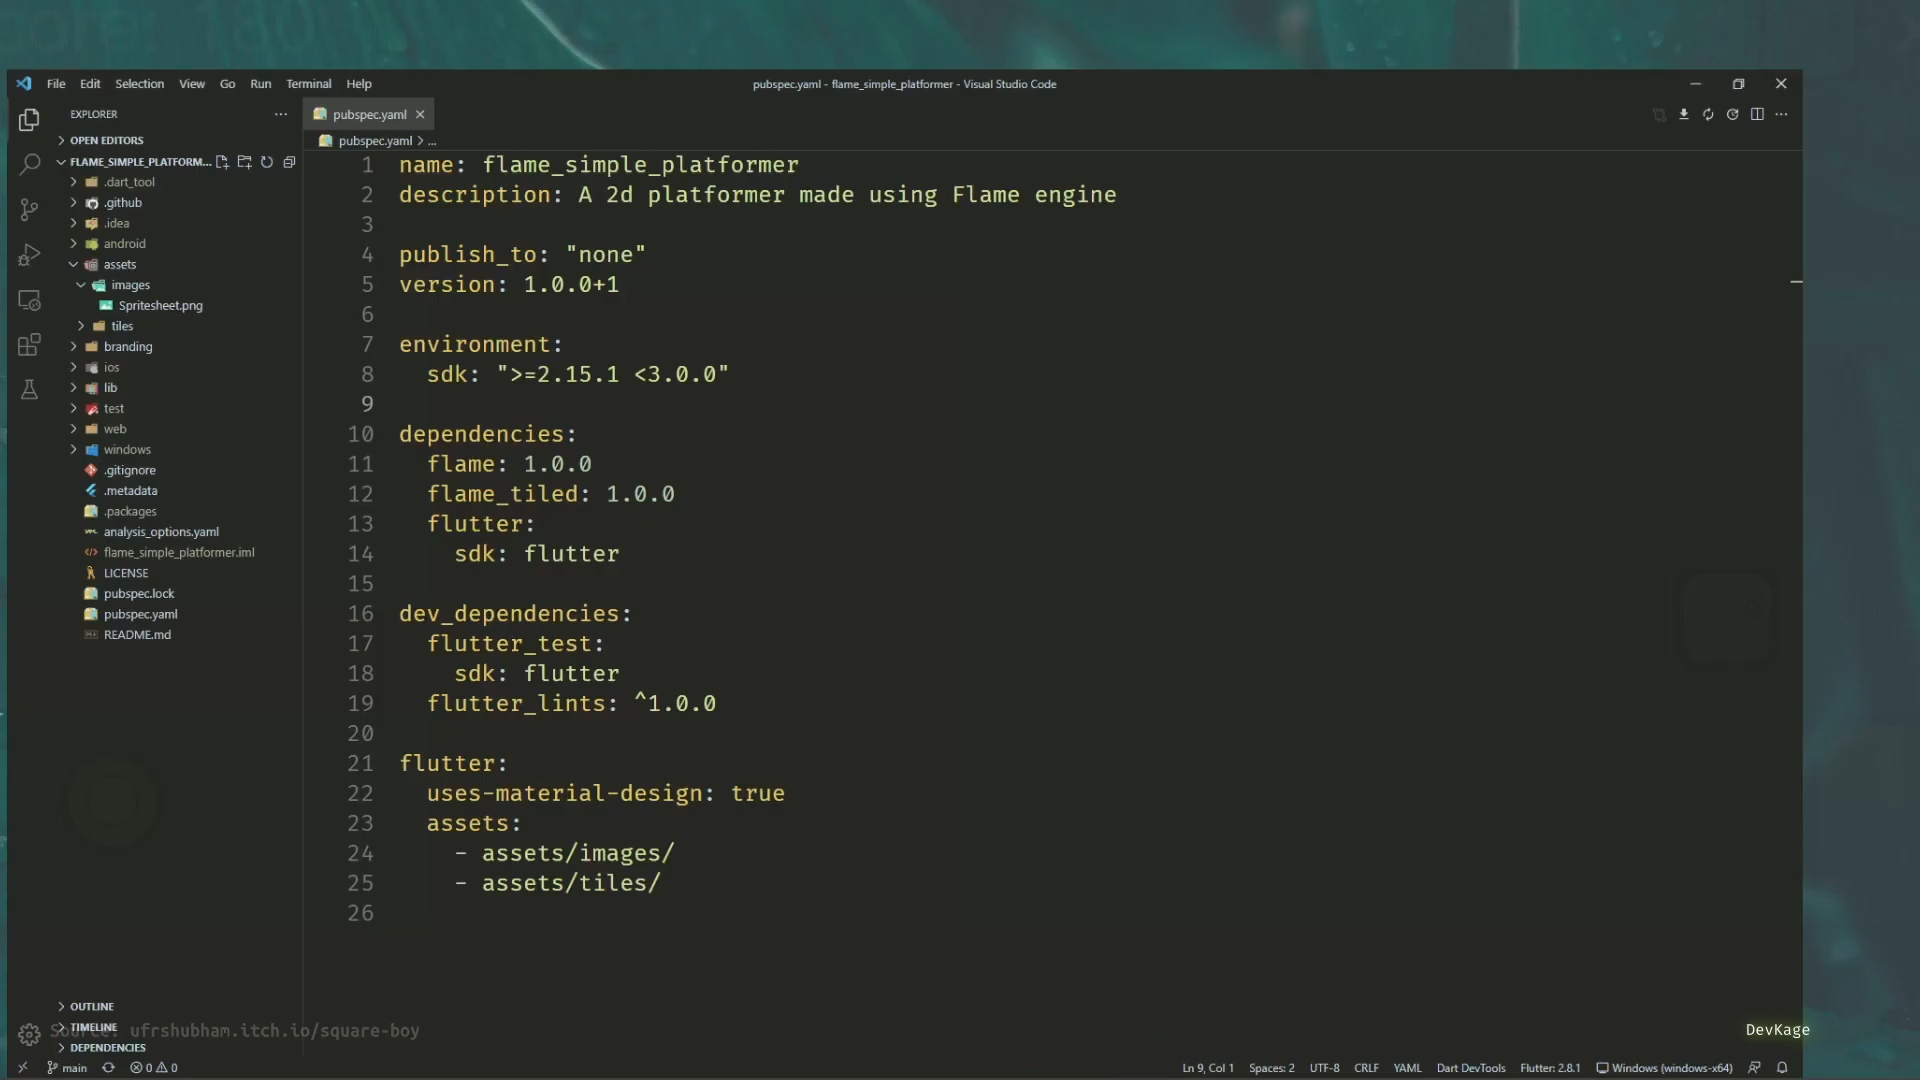 core: 180
File Edit Selection View Go Run Terminal Help
pubspec.yaml - flame_simple_platformer - Visual Studio Code
EXPLORER
pubspec.yaml
OPEN EDITORS
pubspec.yaml > ...
FLAME_SIMPLE_PLATFORM...
.dart_tool
.github
.idea
android
assets
images
Spritesheet.png
tiles
branding
ios
lib
test
web
windows
.gitignore
.metadata
.packages
analysis_options.yaml
flame_simple_platformer.iml
LICENSE
pubspec.lock
pubspec.yaml
README.md
1 name: flame_simple_platformer
2 description: A 2d platformer made using Flame engine
3
4 publish_to: "none"
5 version: 1.0.0+1
6
7 environment:
8 sdk: ">=2.15.1 <3.0.0"
9
10 dependencies:
11 flame: 1.0.0
12 flame_tiled: 1.0.0
13 flutter:
14 sdk: flutter
15
16 dev_dependencies:
17 flutter_test:
18 sdk: flutter
19 flutter_lints: ^1.0.0
20
21 flutter:
22 uses-material-design: true
23 assets:
24 - assets/images/
25 - assets/tiles/
26
OUTLINE
TIMELINE
Source: ufrshubham.itch.io/square-boy
DEPENDENCIES
DevKage
main 0 0
Ln 9, Col 1 Spaces: 2 UTF-8 CRLF YAML Dart DevTools Flutter: 2.8.1 Windows (windows-x64)